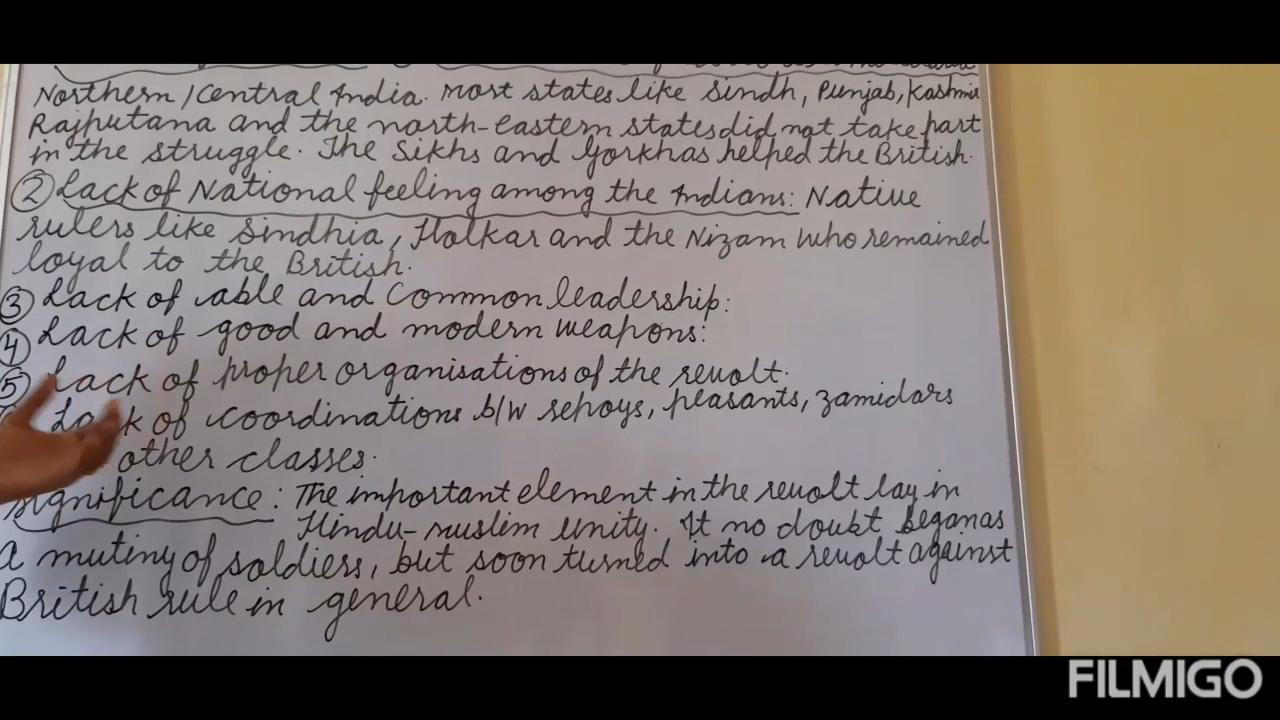 Northern/Central India. Most states like Sindh, Punjab, Kashmir
Rajputana and the north-eastern states did not take part
in the struggle. The Sikhs and Gorkhas helped the British.
② Lack of National feeling among the Indians: Native
rulers like Sindhia, Holkar and the Nizam who remained
loyal to the British.
③ Lack of able and Common leadership:
④ Lack of good and modern weapons:
⑤ Lack of proper organisations of the revolt.
Lack of coordinations b/w sepoys, peasants, zamidars
other classes.
Significance: The important element in the revolt lay in
Hindu-muslim unity. It no doubt began as
a mutiny of soldiers, but soon turned into a revolt against
British rule in general.
FILMIGO